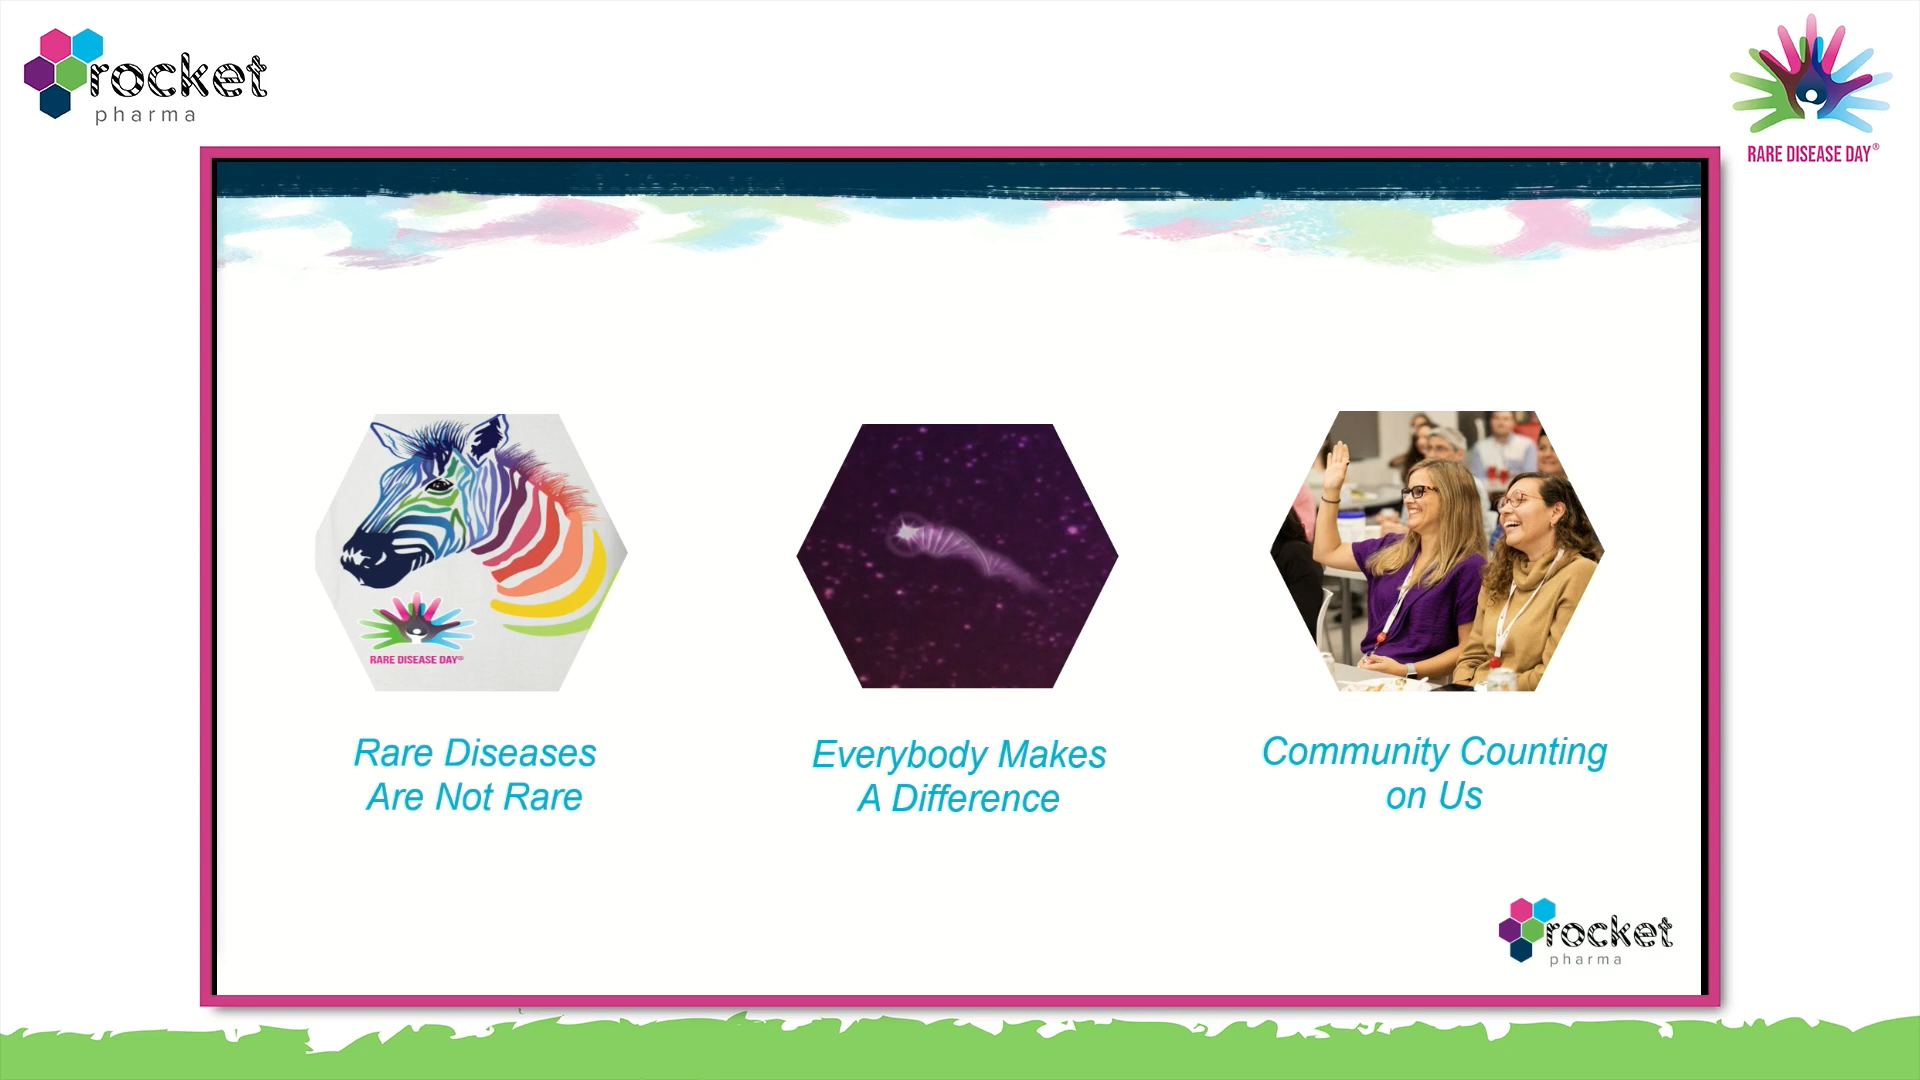 rocket
pharma
RARE DISEASE DAY®
RARE DISEASE DAY®
Rare Diseases
Are Not Rare
Everybody Makes
A Difference
Community Counting
on Us
rocket
pharma